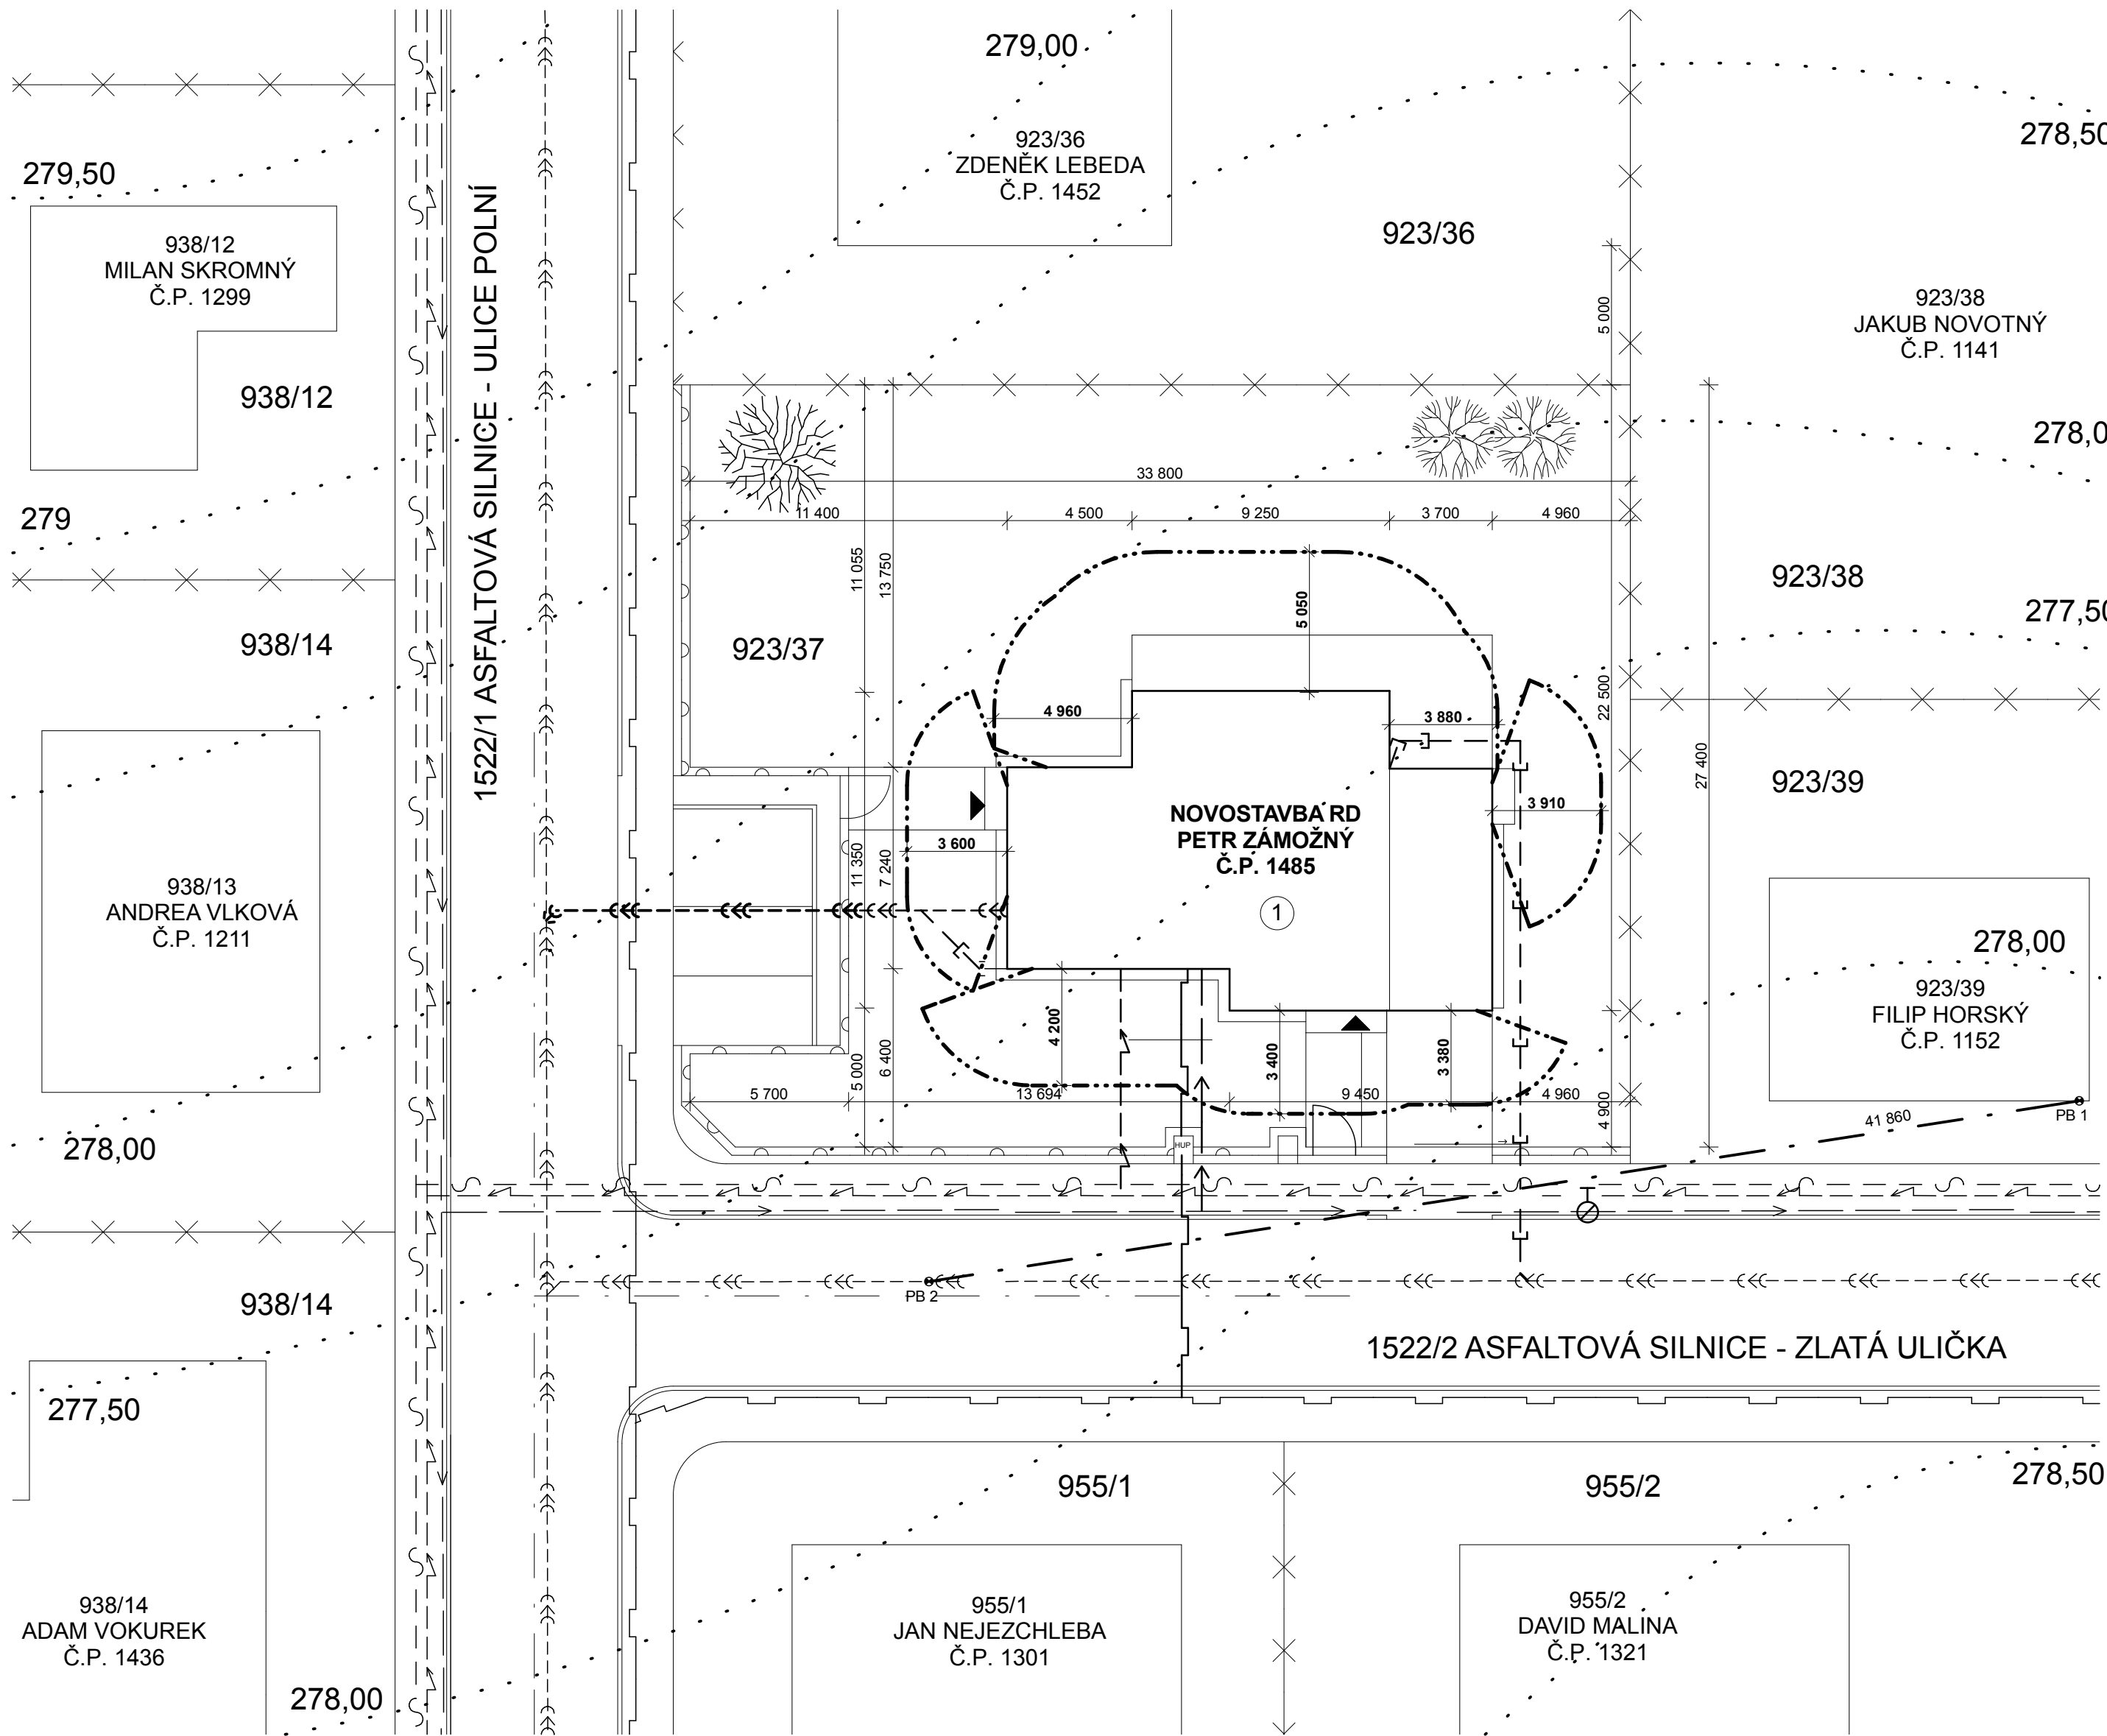 279,00
278,50
923/36
ZDENĚK LEBEDA
Č.P. 1452
279,50
923/36
938/12
MILAN SKROMNÝ
Č.P. 1299
1522/1 ASFALTOVÁ SILNICE - ULICE POLNÍ
923/38
JAKUB NOVOTNÝ
Č.P. 1141
5 000
938/12
278,0
33 800
279
11 400
4 500
9 250
3 700
4 960
11 055
13 750
923/38
5 050
277,50
938/14
923/37
22 500
4 960
3 880
27 400
923/39
NOVOSTAVBA RD
PETR ZÁMOŽNÝ
Č.P. 1485
1
3 910
3 600
11 350
7 240
938/13
ANDREA VLKOVÁ
Č.P. 1211
278,00
923/39
FILIP HORSKÝ
Č.P. 1152
4 200
3 400
3 380
5 000
6 400
5 700
13 694
9 450
4 960
4 900
41 860
PB 1
278,00
HUP
PB 2
938/14
1522/2 ASFALTOVÁ SILNICE - ZLATÁ ULIČKA
277,50
955/1
955/2
278,50
938/14
ADAM VOKUREK
Č.P. 1436
955/1
JAN NEJEZCHLEBA
Č.P. 1301
955/2
DAVID MALINA
Č.P. 1321
278,00